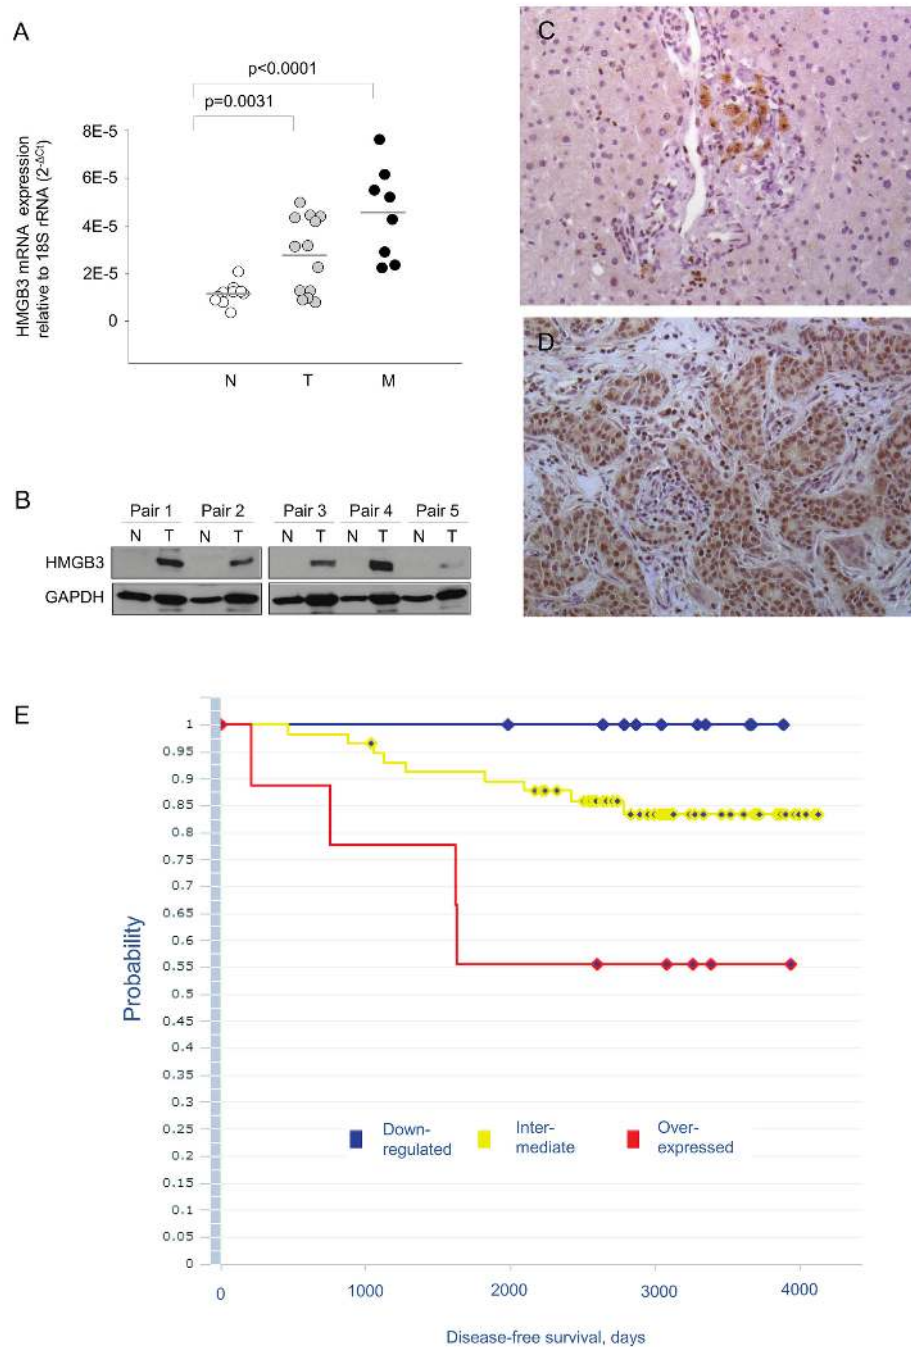 A
p<0.0001
p=0.0031
HMGB3 mRNA expression
relative to 18S rRNA (2-ΔCt)
8E-5
6E-5
4E-5
2E-5
0
N T M
B
Pair 1 Pair 2 Pair 3 Pair 4 Pair 5
N T N T N T N T N T
HMGB3
GAPDH
C
D
E
Probability
1
0.95
0.9
0.85
0.8
0.75
0.7
0.65
0.6
0.55
0.5
0.45
0.4
0.35
0.3
0.25
0.2
0.15
0.1
0.05
0
Down-
regulated
Inter-
mediate
Over-
expressed
0 1000 2000 3000 4000
Disease-free survival, days